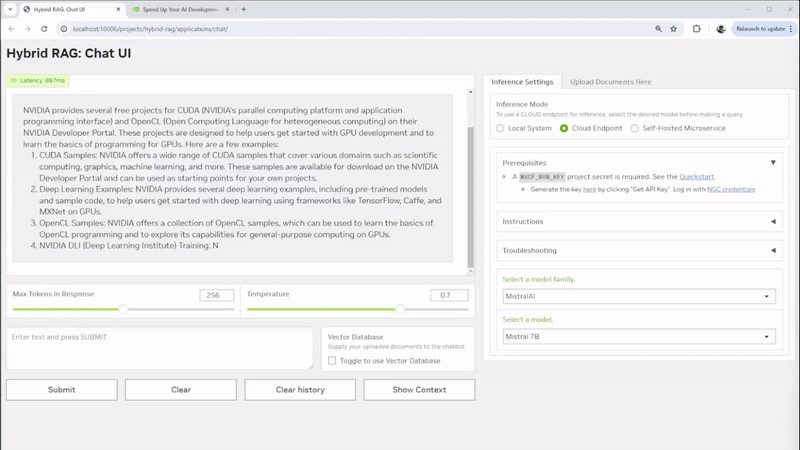 Hybrid RAG: Chat UI
Speed Up Your AI Developmen
localhost:10006/projects/hybrid-rag/applications/chat/
Relaunch to update
Hybrid RAG: Chat UI
Latency: 887ms
NVIDIA provides several free projects for CUDA (NVIDIA's parallel computing platform and application
programming interface) and OpenCL (Open Computing Language for heterogeneous computing) on their
NVIDIA Developer Portal. These projects are designed to help users get started with GPU development and to
learn the basics of programming for GPUs. Here are a few examples:
1. CUDA Samples: NVIDIA offers a wide range of CUDA samples that cover various domains such as scientific
computing, graphics, machine learning, and more. These samples are available for download on the NVIDIA
Developer Portal and can be used as starting points for your own projects.
2. Deep Learning Examples: NVIDIA provides several deep learning examples, including pre-trained models
and sample code, to help users get started with deep learning using frameworks like TensorFlow, Caffe, and
MXNet on GPUs.
3. OpenCL Samples: NVIDIA offers a collection of OpenCL samples, which can be used to learn the basics of
OpenCL programming and to explore its capabilities for general-purpose computing on GPUs.
4. NVIDIA DLI (Deep Learning Institute) Training: N
Max Tokens in Response
256
Temperature
0.7
Enter text and press SUBMIT
Vector Database
Supply your uploaded documents to the chatbot
Toggle to use Vector Database
Submit
Clear
Clear history
Show Context
Inference Settings
Upload Documents Here
Inference Mode
To use a CLOUD endpoint for inference, select the desired model before making a query.
Local System
Cloud Endpoint
Self-Hosted Microservice
Prerequisites
A NVCF_RUN_KEY project secret is required. See the Quickstart.
Generate the key here by clicking "Get API Key". Log in with NGC credentials.
Instructions
Troubleshooting
Select a model family.
MistralAI
Select a model.
Mistral 7B